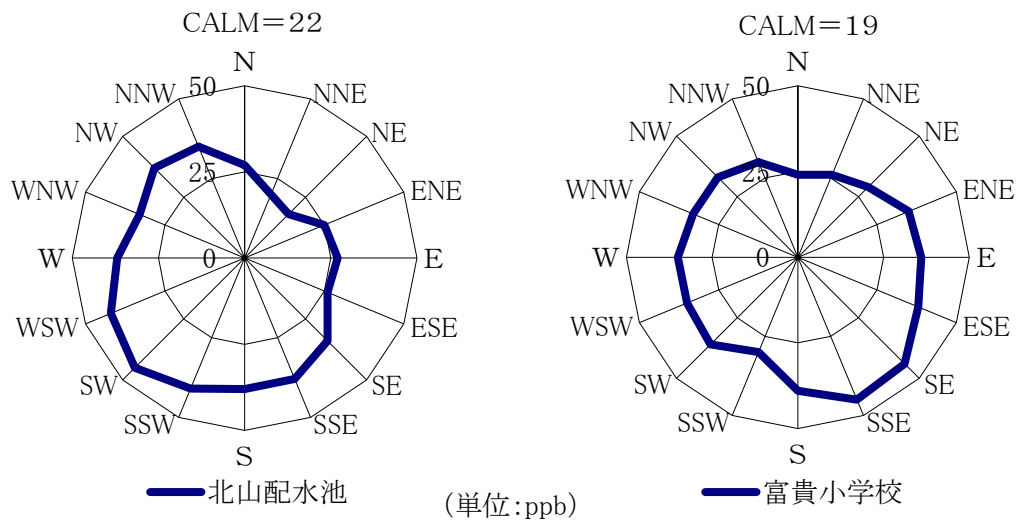 CALM＝22
N
50
NNW
NNE
NW
NE
25
WNW
ENE
W
0
E
WSW
ESE
SW
SE
SSW
SSE
S
北山配水池
CALM＝19
N
50
NNW
NNE
NW
NE
25
WNW
ENE
W
0
E
WSW
ESE
SW
SE
SSW
SSE
S
富貴小学校
(単位:ppb)